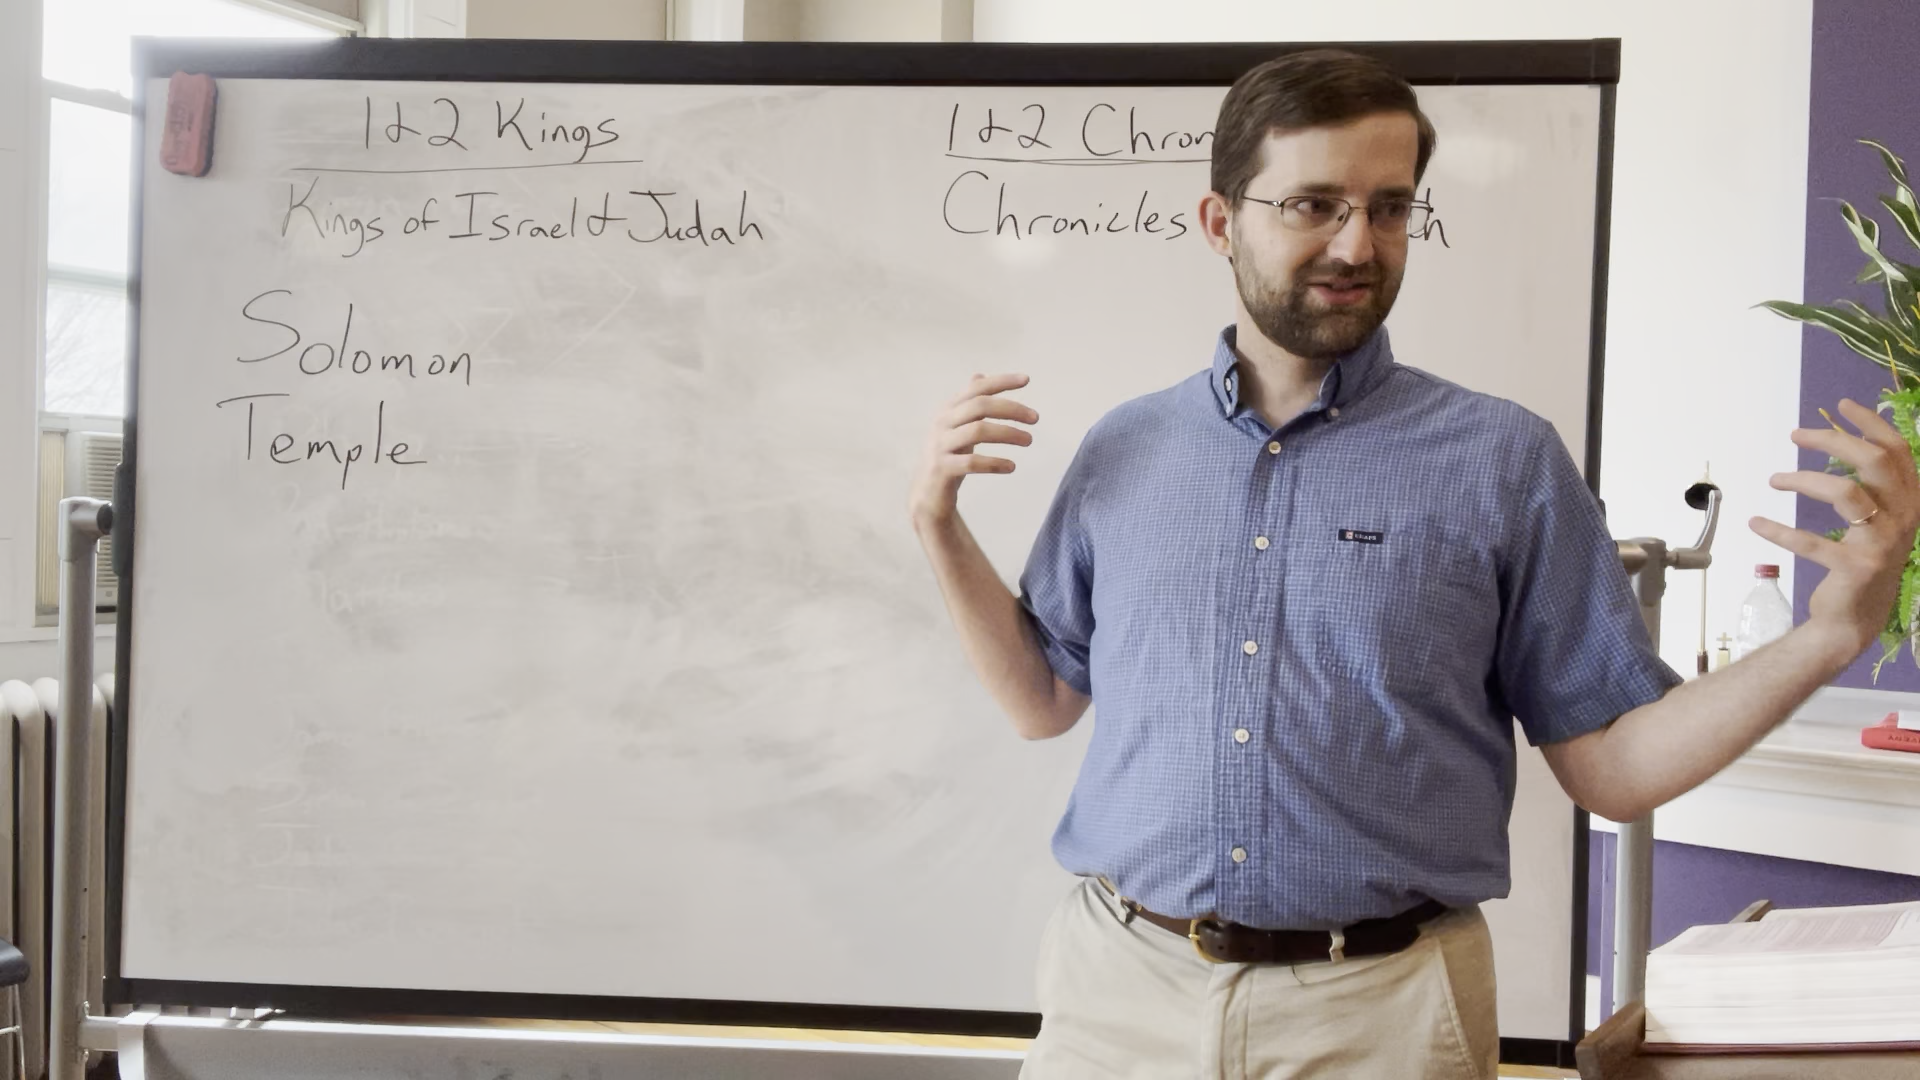 1 & 2 Kings
Kings of Israel & Judah
Solomon
Temple
1 & 2 Chron
Chronicles